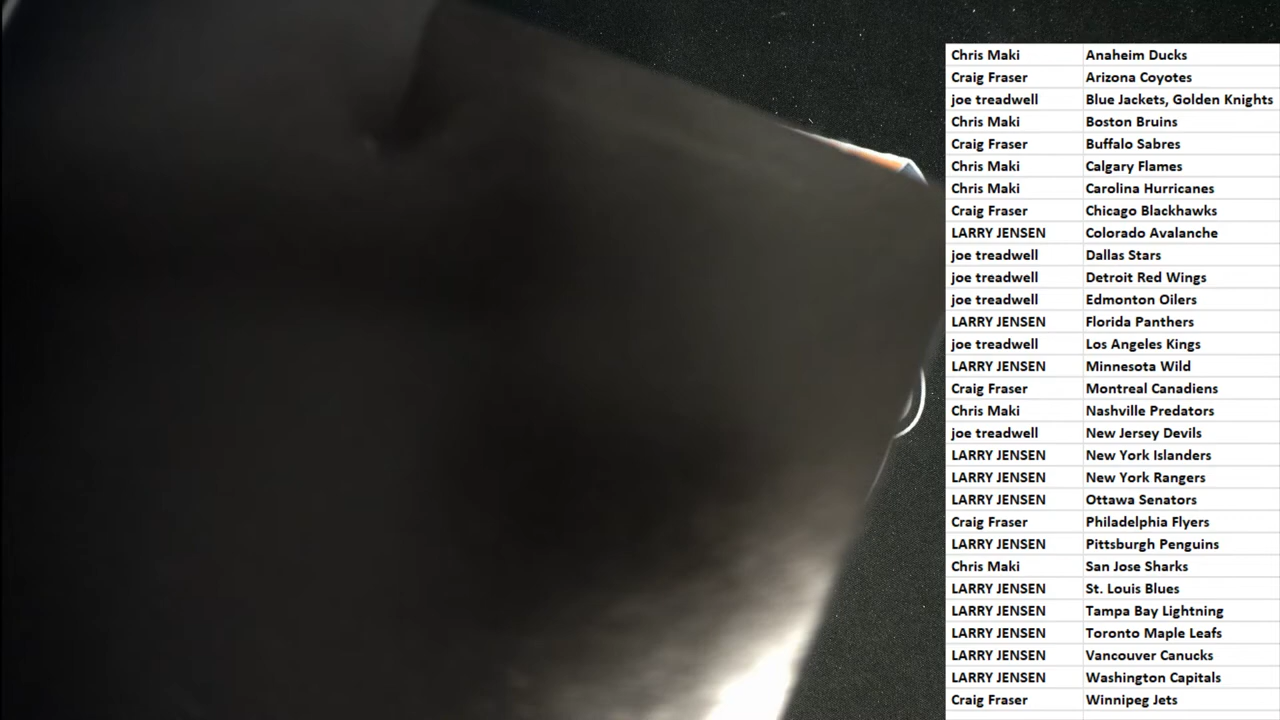 Chris Maki Anaheim Ducks
Craig Fraser Arizona Coyotes
joe treadwell Blue Jackets, Golden Knights
Chris Maki Boston Bruins
Craig Fraser Buffalo Sabres
Chris Maki Calgary Flames
Chris Maki Carolina Hurricanes
Craig Fraser Chicago Blackhawks
LARRY JENSEN Colorado Avalanche
joe treadwell Dallas Stars
joe treadwell Detroit Red Wings
joe treadwell Edmonton Oilers
LARRY JENSEN Florida Panthers
joe treadwell Los Angeles Kings
LARRY JENSEN Minnesota Wild
Craig Fraser Montreal Canadiens
Chris Maki Nashville Predators
joe treadwell New Jersey Devils
LARRY JENSEN New York Islanders
LARRY JENSEN New York Rangers
LARRY JENSEN Ottawa Senators
Craig Fraser Philadelphia Flyers
LARRY JENSEN Pittsburgh Penguins
Chris Maki San Jose Sharks
LARRY JENSEN St. Louis Blues
LARRY JENSEN Tampa Bay Lightning
LARRY JENSEN Toronto Maple Leafs
LARRY JENSEN Vancouver Canucks
LARRY JENSEN Washington Capitals
Craig Fraser Winnipeg Jets